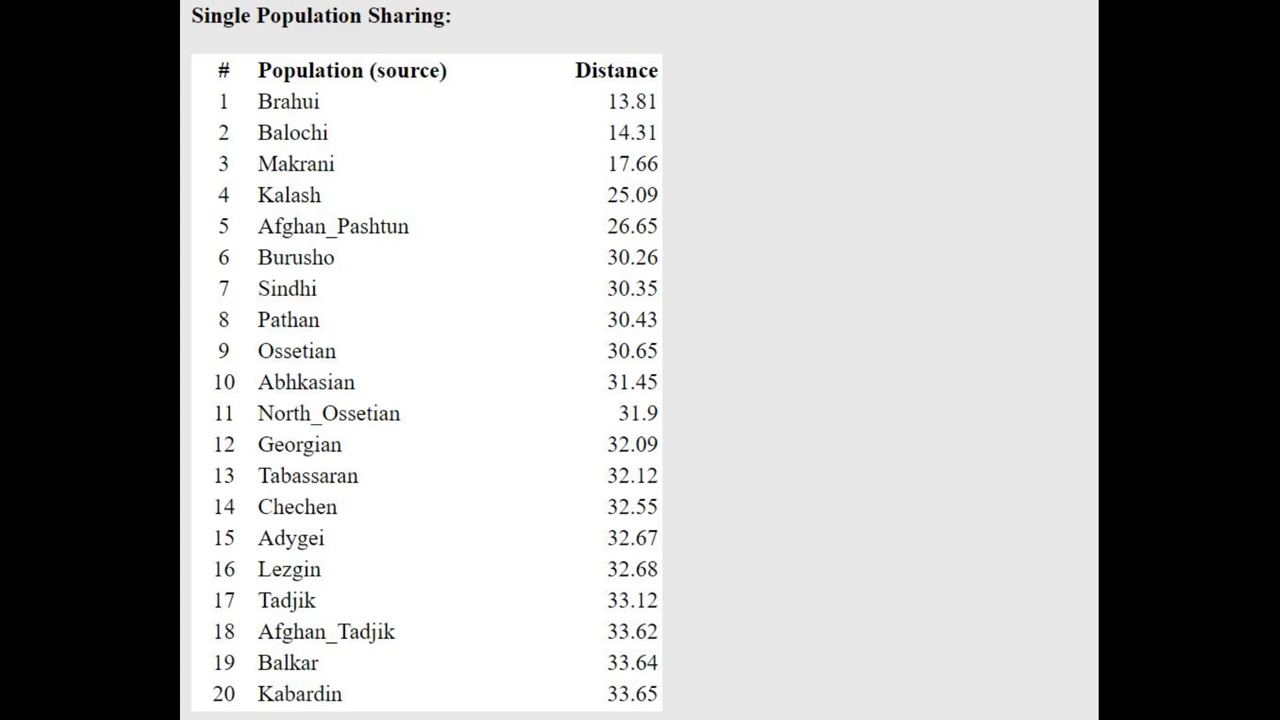 Single Population Sharing:
# Population (source) Distance
1 Brahui 13.81
2 Balochi 14.31
3 Makrani 17.66
4 Kalash 25.09
5 Afghan_Pashtun 26.65
6 Burusho 30.26
7 Sindhi 30.35
8 Pathan 30.43
9 Ossetian 30.65
10 Abhkasian 31.45
11 North_Ossetian 31.9
12 Georgian 32.09
13 Tabassaran 32.12
14 Chechen 32.55
15 Adygei 32.67
16 Lezgin 32.68
17 Tadjik 33.12
18 Afghan_Tadjik 33.62
19 Balkar 33.64
20 Kabardin 33.65